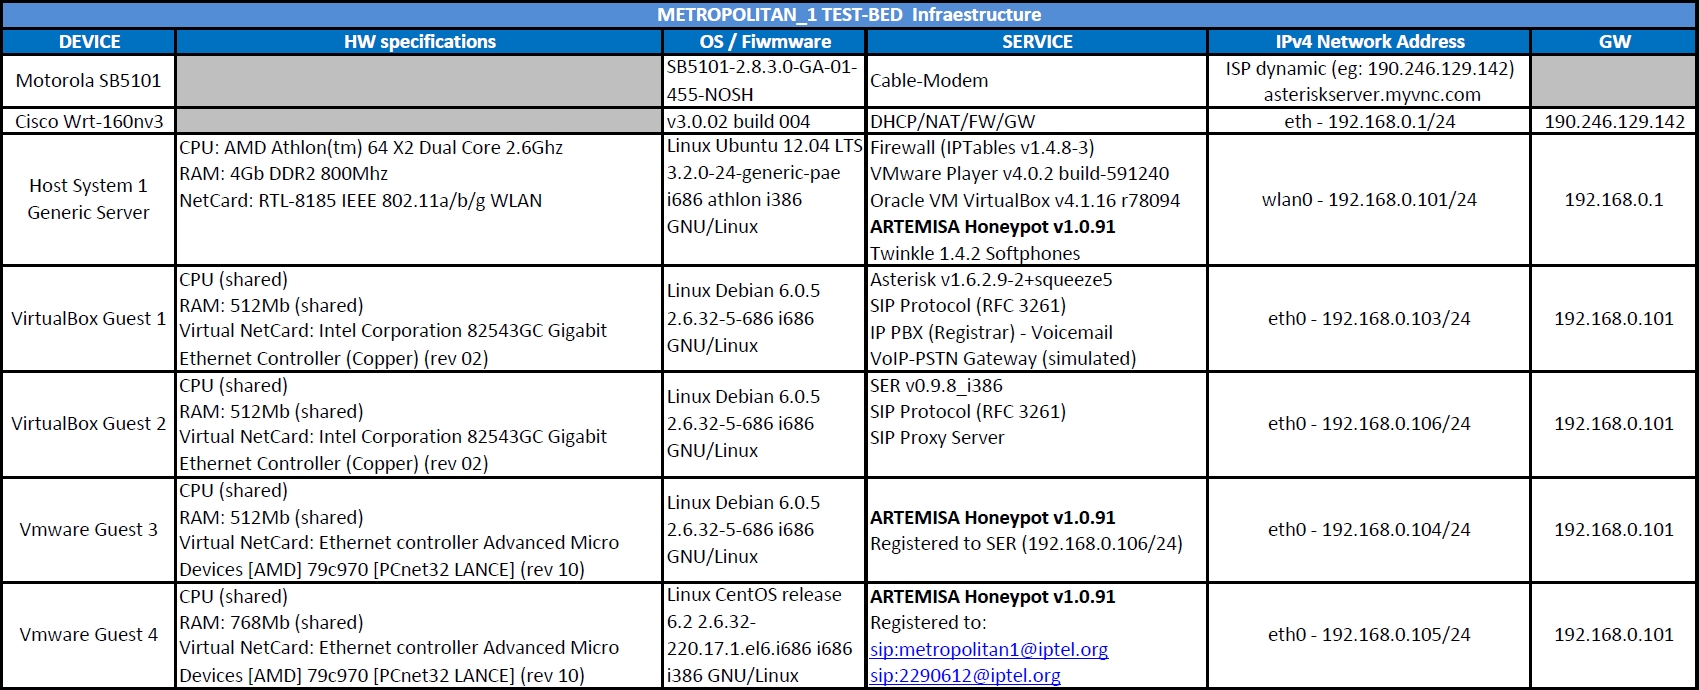 METROPOLITAN_1 TEST-BED Infraestructure
DEVICE
HW specifications
OS / Fiwmware
SERVICE
IPv4 Network Address
GW
Motorola SB5101
SB5101-2.8.3.0-GA-01-
455-NOSH
Cable-Modem
ISP dynamic (eg: 190.246.129.142)
asteriskserver.myvnc.com
Cisco Wrt-160nv3
v3.0.02 build 004
DHCP/NAT/FW/GW
eth - 192.168.0.1/24
190.246.129.142
Host System 1
Generic Server
CPU: AMD Athlon(tm) 64 X2 Dual Core 2.6Ghz
RAM: 4Gb DDR2 800Mhz
NetCard: RTL-8185 IEEE 802.11a/b/g WLAN
Linux Ubuntu 12.04 LTS
3.2.0-24-generic-pae
i686 athlon i386
GNU/Linux
Firewall (IPTables v1.4.8-3)
VMware Player v4.0.2 build-591240
Oracle VM VirtualBox v4.1.16 r78094
ARTEMISA Honeypot v1.0.91
Twinkle 1.4.2 Softphones
wlan0 - 192.168.0.101/24
192.168.0.1
VirtualBox Guest 1
CPU (shared)
RAM: 512Mb (shared)
Virtual NetCard: Intel Corporation 82543GC Gigabit
Ethernet Controller (Copper) (rev 02)
Linux Debian 6.0.5
2.6.32-5-686 i686
GNU/Linux
Asterisk v1.6.2.9-2+squeeze5
SIP Protocol (RFC 3261)
IP PBX (Registrar) - Voicemail
VoIP-PSTN Gateway (simulated)
eth0 - 192.168.0.103/24
192.168.0.101
VirtualBox Guest 2
CPU (shared)
RAM: 512Mb (shared)
Virtual NetCard: Intel Corporation 82543GC Gigabit
Ethernet Controller (Copper) (rev 02)
Linux Debian 6.0.5
2.6.32-5-686 i686
GNU/Linux
SER v0.9.8_i386
SIP Protocol (RFC 3261)
SIP Proxy Server
eth0 - 192.168.0.106/24
192.168.0.101
Vmware Guest 3
CPU (shared)
RAM: 512Mb (shared)
Virtual NetCard: Ethernet controller Advanced Micro
Devices [AMD] 79c970 [PCnet32 LANCE] (rev 10)
Linux Debian 6.0.5
2.6.32-5-686 i686
GNU/Linux
ARTEMISA Honeypot v1.0.91
Registered to SER (192.168.0.106/24)
eth0 - 192.168.0.104/24
192.168.0.101
Vmware Guest 4
CPU (shared)
RAM: 768Mb (shared)
Virtual NetCard: Ethernet controller Advanced Micro
Devices [AMD] 79c970 [PCnet32 LANCE] (rev 10)
Linux CentOS release
6.2 2.6.32-
220.17.1.el6.i686 i686
i386 GNU/Linux
ARTEMISA Honeypot v1.0.91
Registered to:
sip:metropolitan1@iptel.org
sip:2290612@iptel.org
eth0 - 192.168.0.105/24
192.168.0.101